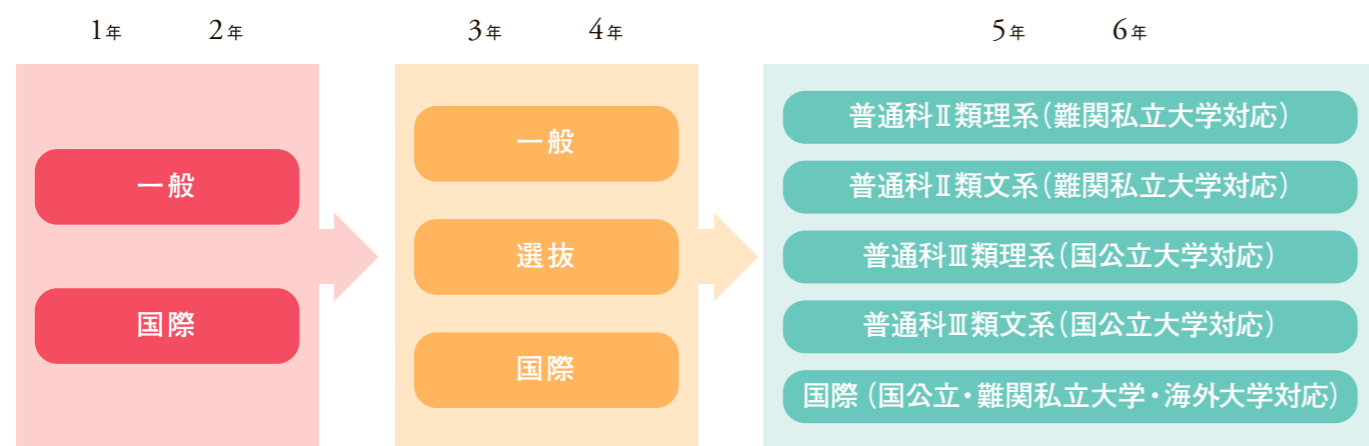 1年 2年 3年 4年 5年 6年
一般
国際
一般
選抜
国際
普通科Ⅱ類理系(難関私立大学対応)
普通科Ⅱ類文系(難関私立大学対応)
普通科Ⅲ類理系(国公立大学対応)
普通科Ⅲ類文系(国公立大学対応)
国際(国公立・難関私立大学・海外大学対応)